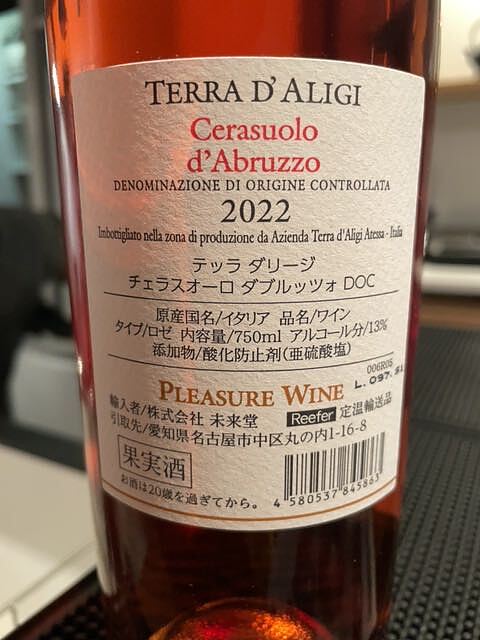 TERRA D'ALIGI
Cerasuolo
d'Abruzzo
DENOMINAZIONE DI ORIGINE CONTROLLATA
2022
Imbottigliato nella zona di produzione da Azienda Terra d'Aligi Atessa - Italia
テッラ ダリージ
チェラスオーロ ダブルッツォ DOC
原産国名/イタリア 品名/ワイン
タイプ/ロゼ 内容量/750ml アルコール分/13%
添加物/酸化防止剤(亜硫酸塩)
006ROS
PLEASURE WINE
輸入者/株式会社 未来堂 Reefer 定温輸送品
引取先/愛知県名古屋市中区丸の内1-16-8
果実酒
お酒は20歳を過ぎてから。
4 580537 845863